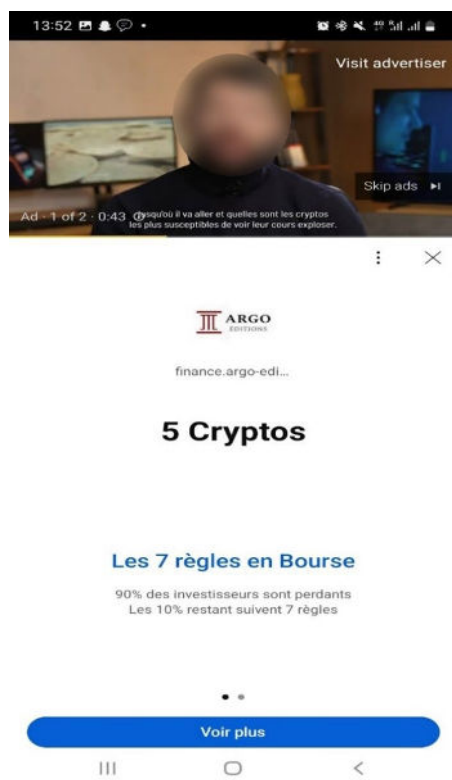 13:52
Visit advertiser
Skip ads
Ad · 1 of 2 · 0:43
jusqu'où il va aller et quelles sont les cryptos
les plus susceptibles de voir leur cours exploser.
ARGO
EDITIONS
finance.argo-edi...
5 Cryptos
Les 7 règles en Bourse
90% des investisseurs sont perdants
Les 10% restant suivent 7 règles
Voir plus